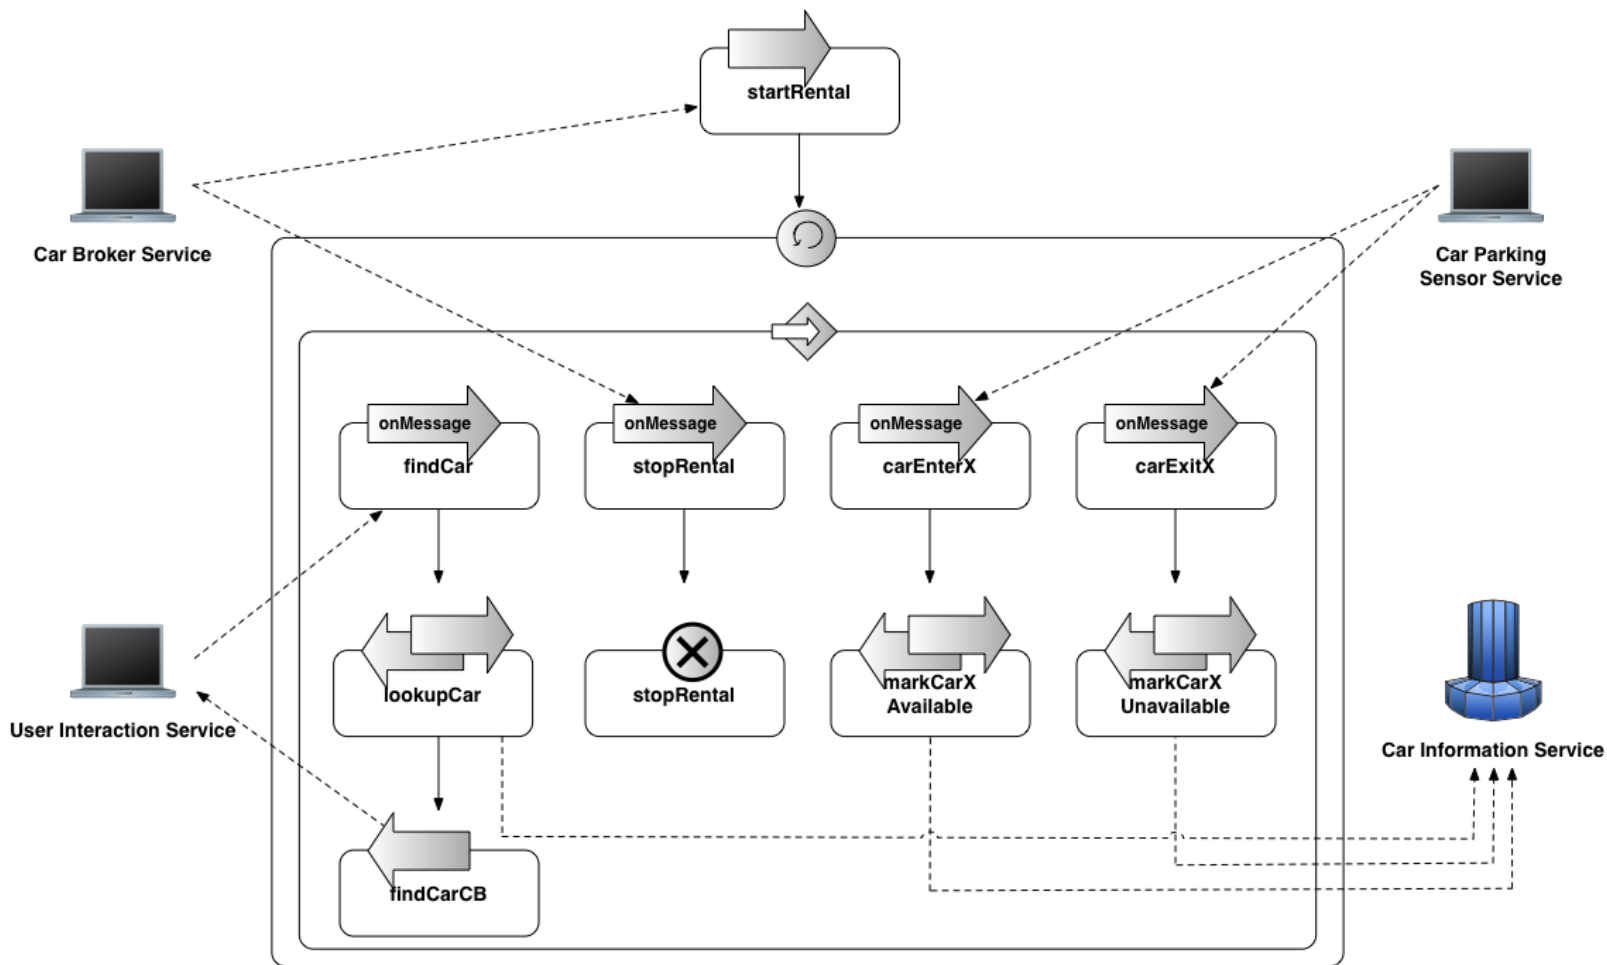 startRental
Car Broker Service
Car Parking
Sensor Service
onMessage
findCar
onMessage
stopRental
onMessage
carEnterX
onMessage
carExitX
lookupCar
stopRental
markCarX
Available
markCarX
Unavailable
User Interaction Service
Car Information Service
findCarCB